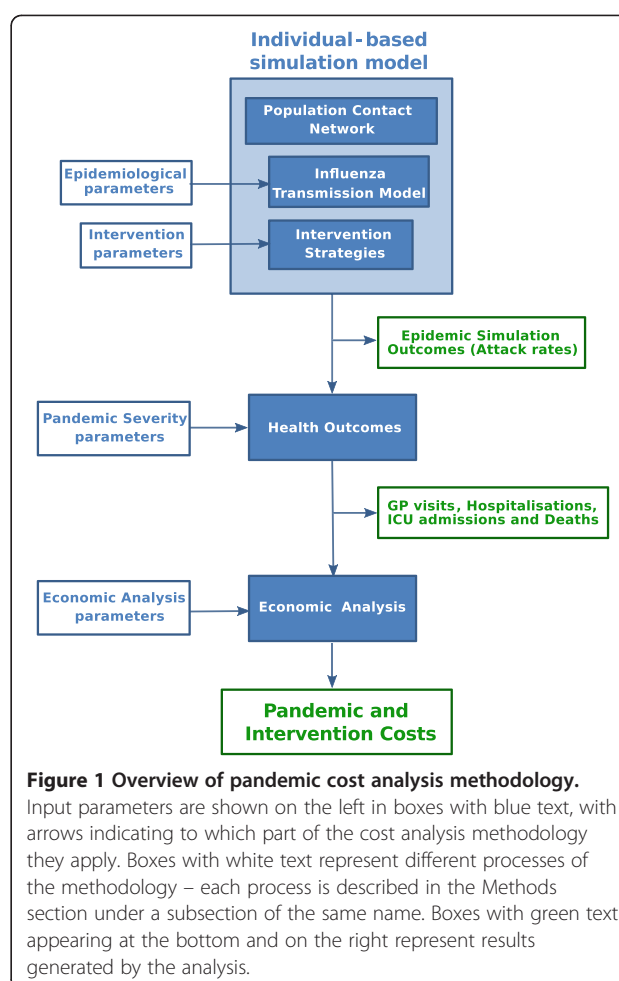 Individual-based
simulation model
Population Contact
Network
Epidemiological
parameters
Influenza
Transmission Model
Intervention
parameters
Intervention
Strategies
Epidemic Simulation
Outcomes (Attack rates)
Pandemic Severity
parameters
Health Outcomes
GP visits, Hospitalisations,
ICU admissions and Deaths
Economic Analysis
parameters
Economic Analysis
Pandemic and
Intervention Costs
Figure 1 Overview of pandemic cost analysis methodology.
Input parameters are shown on the left in boxes with blue text, with
arrows indicating to which part of the cost analysis methodology
they apply. Boxes with white text represent different processes of
the methodology – each process is described in the Methods
section under a subsection of the same name. Boxes with green text
appearing at the bottom and on the right represent results
generated by the analysis.